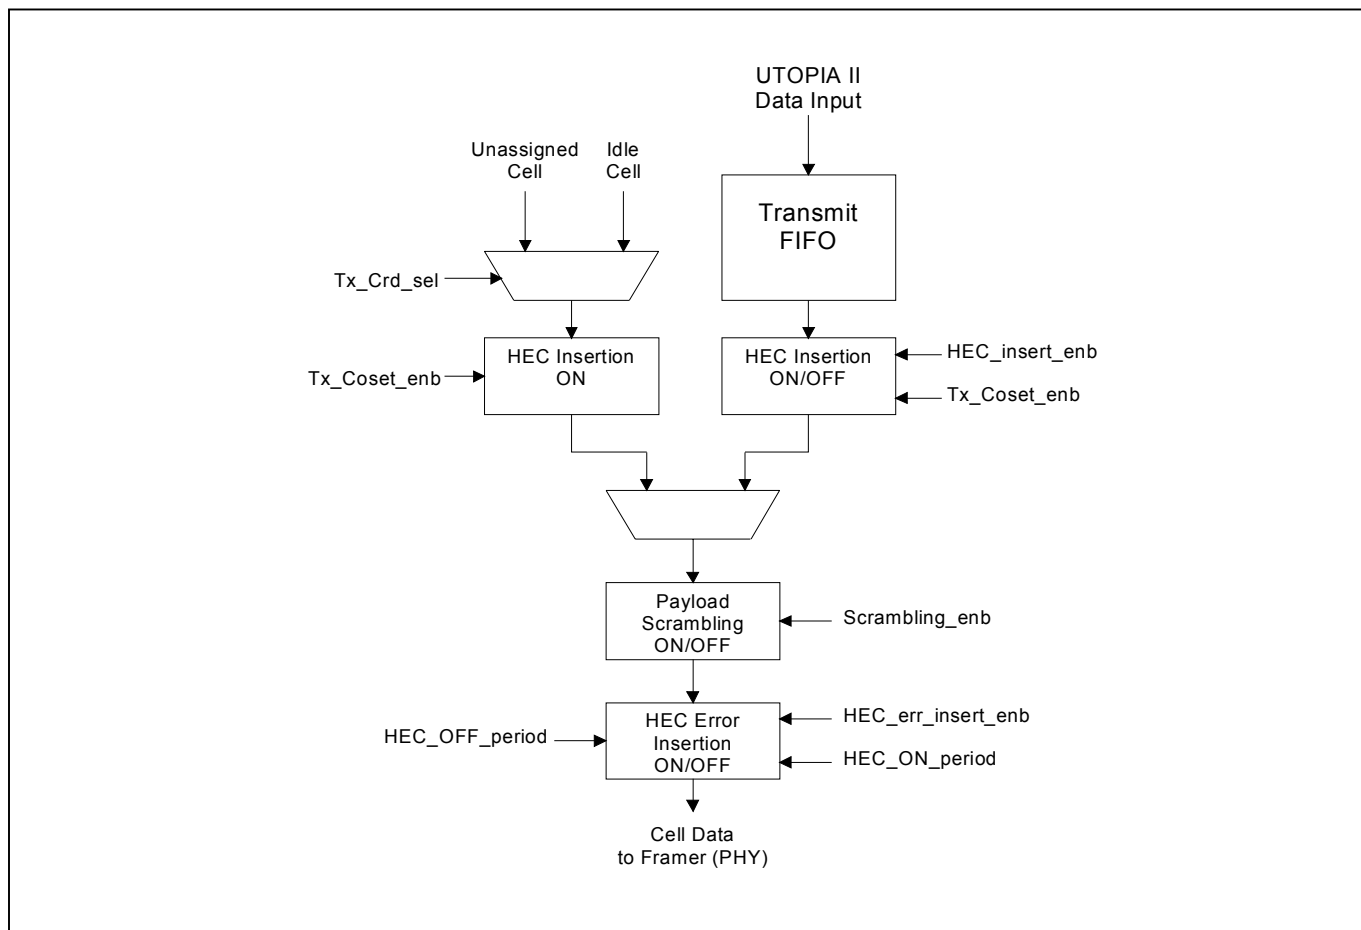 UTOPIA II
Data Input
Unassigned
Cell
Idle
Cell
Transmit
FIFO
Tx_Crd_sel
HEC Insertion
ON
Tx_Coset_enb
HEC Insertion
ON/OFF
HEC_insert_enb
Tx_Coset_enb
Payload
Scrambling
ON/OFF
Scrambling_enb
HEC_OFF_period
HEC Error
Insertion
ON/OFF
HEC_err_insert_enb
HEC_ON_period
Cell Data
to Framer (PHY)